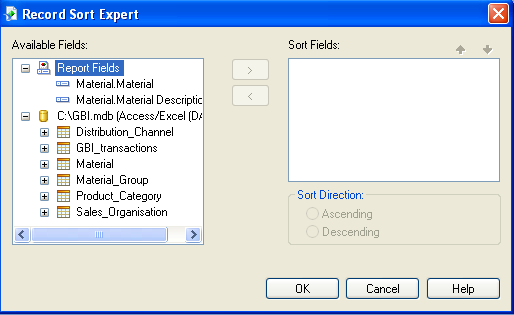 Record Sort Expert
Available Fields:
Report Fields
Material.Material
Material.Material Descriptic
C:\GBI.mdb (Access/Excel (DA
Distribution_Channel
GBI_transactions
Material
Material_Group
Product_Category
Sales_Organisation
>
<
Sort Fields:
Sort Direction:
Ascending
Descending
OK
Cancel
Help